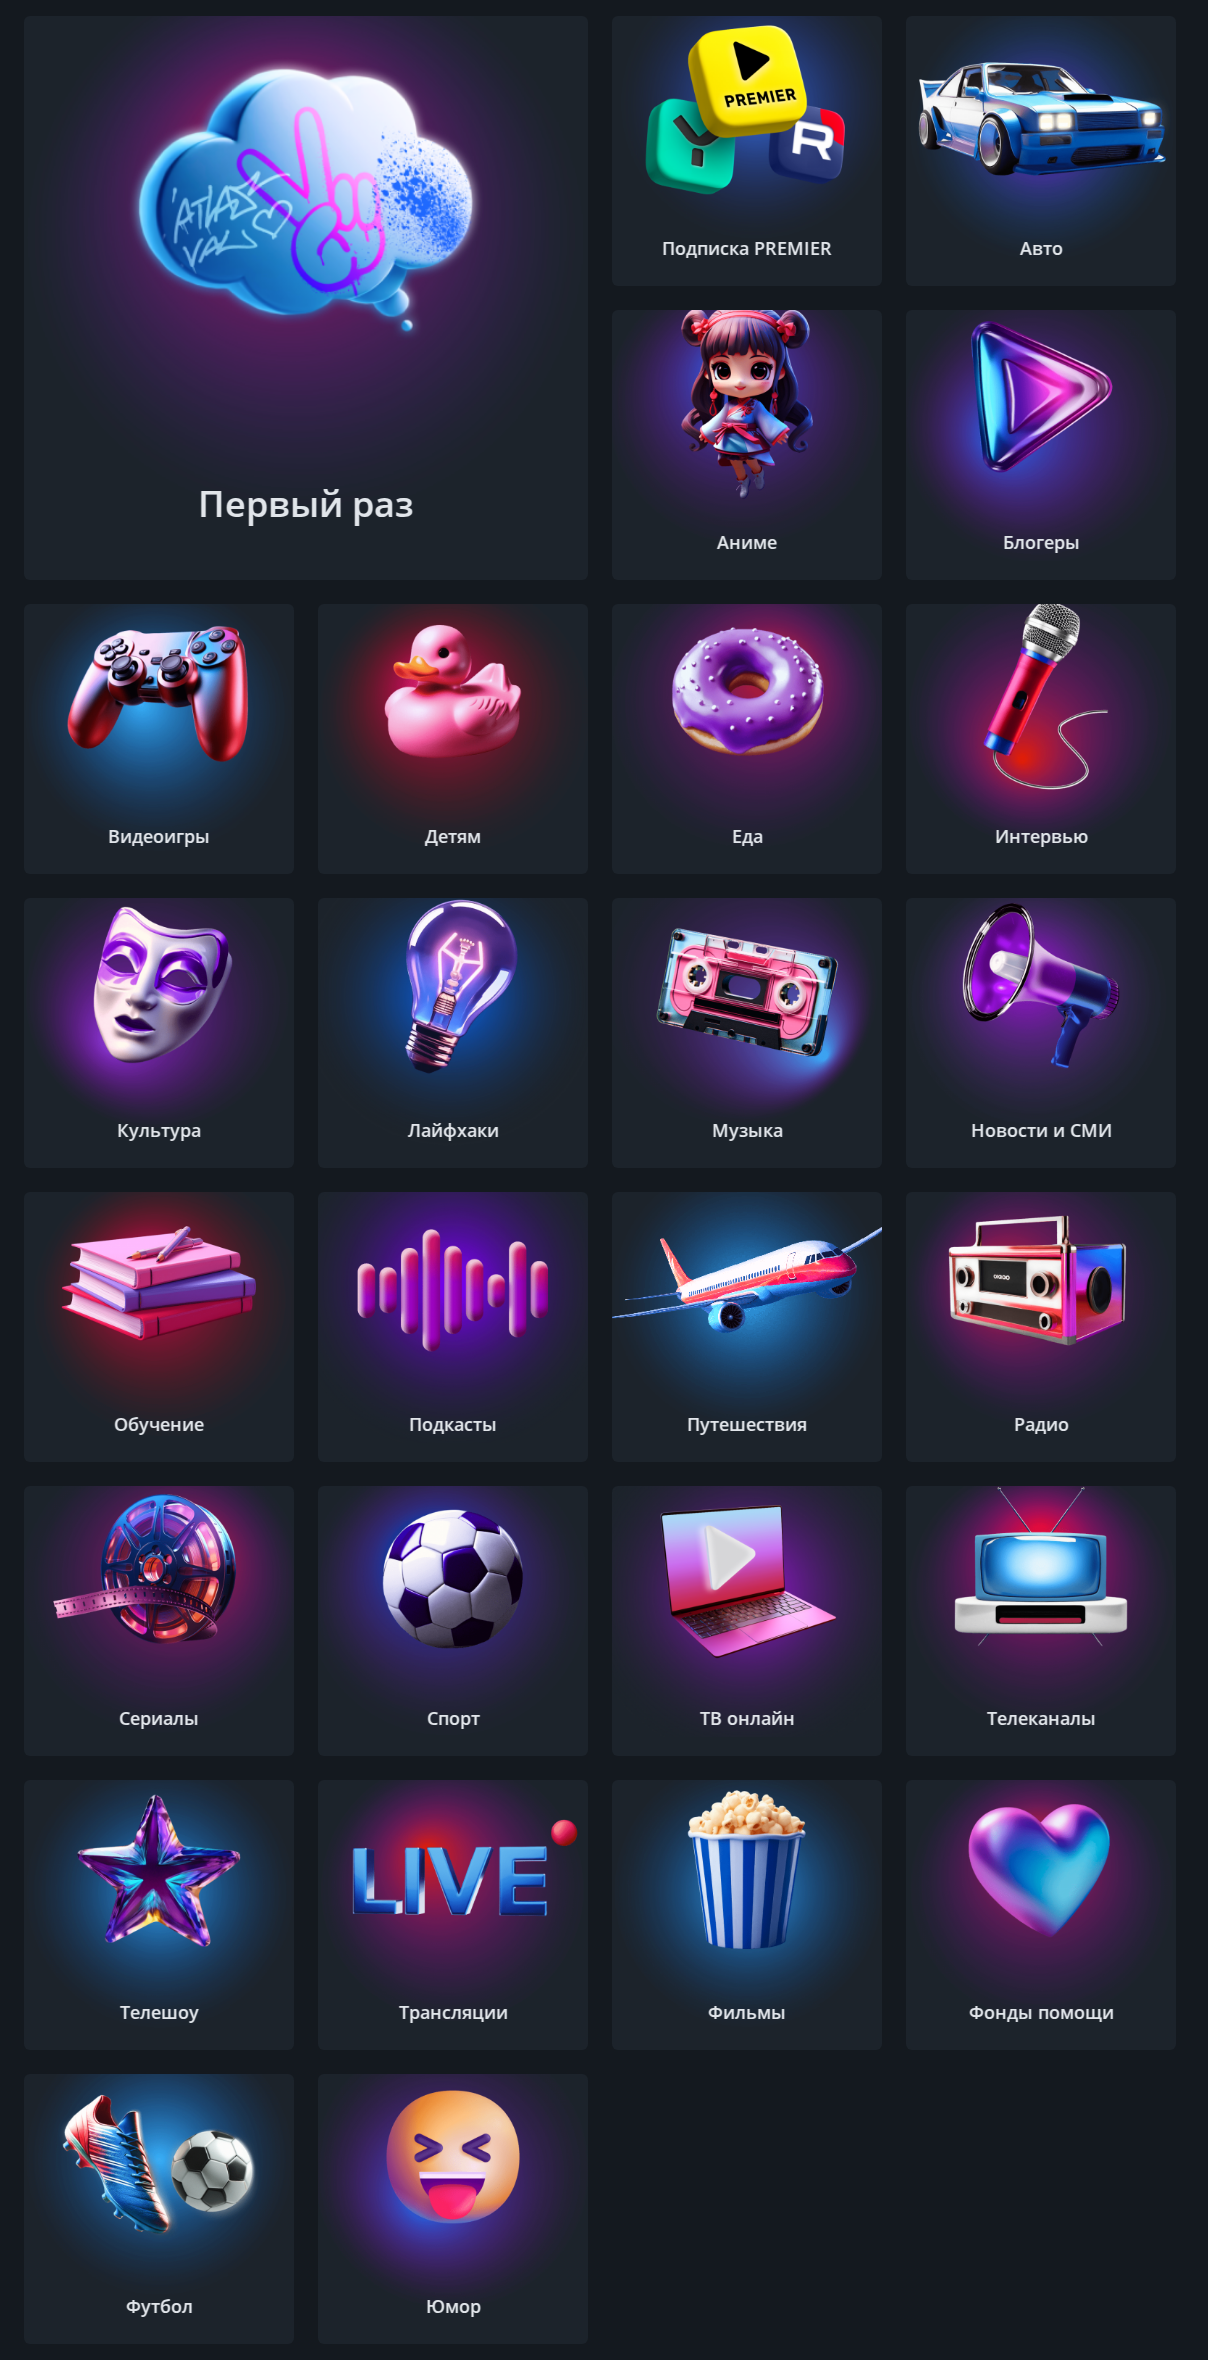 PREMIER
R
Подписка PREMIER
Авто
Первый раз
Аниме
Блогеры
Видеоигры
Детям
Еда
Интервью
Культура
Лайфхаки
Музыка
Новости и СМИ
Обучение
Подкасты
Путешествия
Радио
Сериалы
Спорт
ТВ онлайн
Телеканалы
LIVE
Телешоу
Трансляции
Фильмы
Фонды помощи
Футбол
Юмор